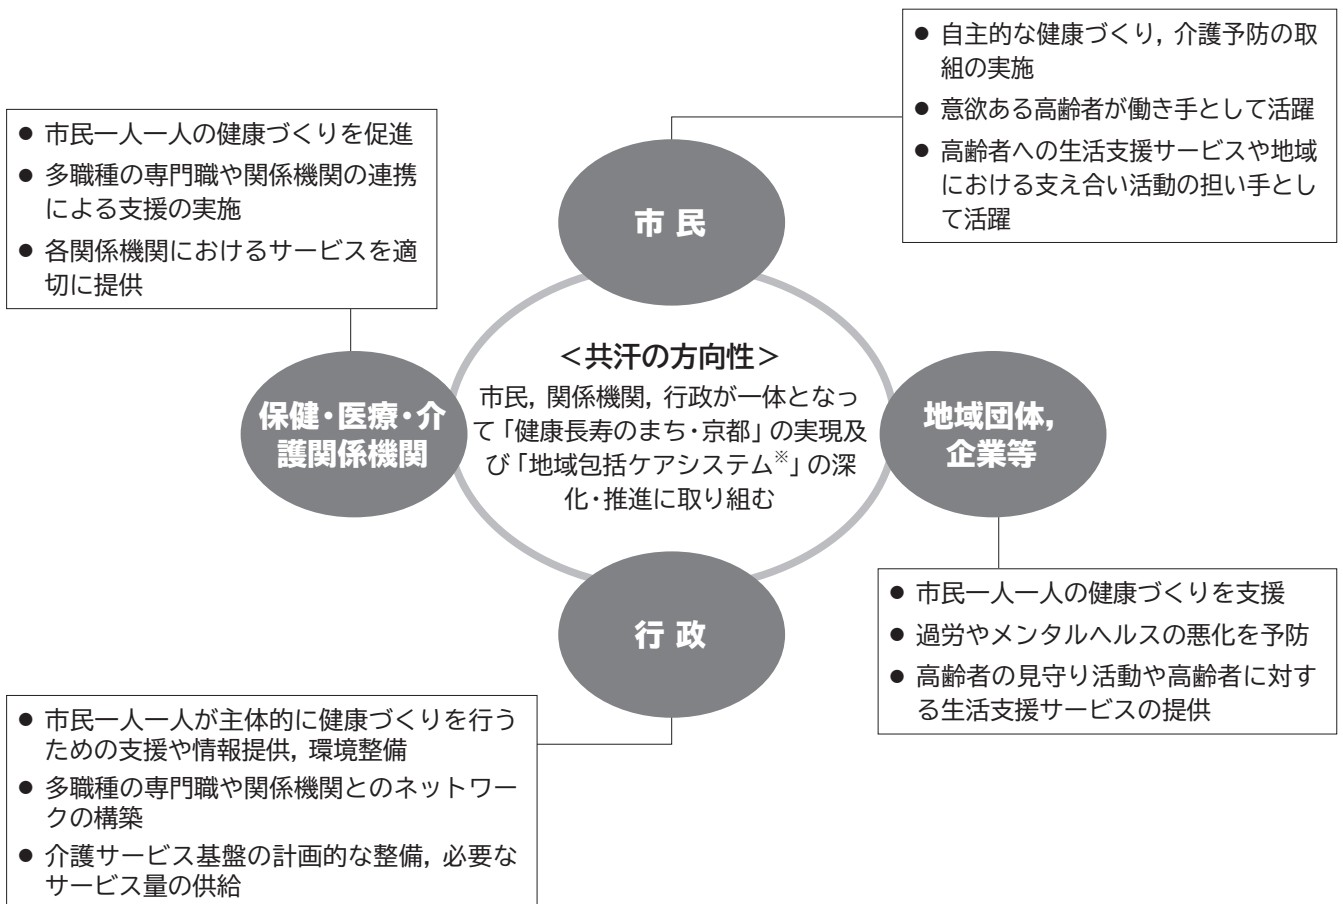 ● 自主的な健康づくり, 介護予防の取
組の実施
● 意欲ある高齢者が働き手として活躍
● 高齢者への生活支援サービスや地域
における支え合い活動の担い手とし
て活躍
● 市民一人一人の健康づくりを促進
● 多職種の専門職や関係機関の連携
による支援の実施
● 各関係機関におけるサービスを適
切に提供
市 民
＜共汗の方向性＞
市民, 関係機関, 行政が一体となっ
て「健康長寿のまち・京都」の実現及
び「地域包括ケアシステム※」の深
化・推進に取り組む
保健・医療・介
護関係機関
地域団体,
企業等
行 政
● 市民一人一人の健康づくりを支援
● 過労やメンタルヘルスの悪化を予防
● 高齢者の見守り活動や高齢者に対す
る生活支援サービスの提供
● 市民一人一人が主体的に健康づくりを行う
ための支援や情報提供, 環境整備
● 多職種の専門職や関係機関とのネットワー
クの構築
● 介護サービス基盤の計画的な整備, 必要な
サービス量の供給